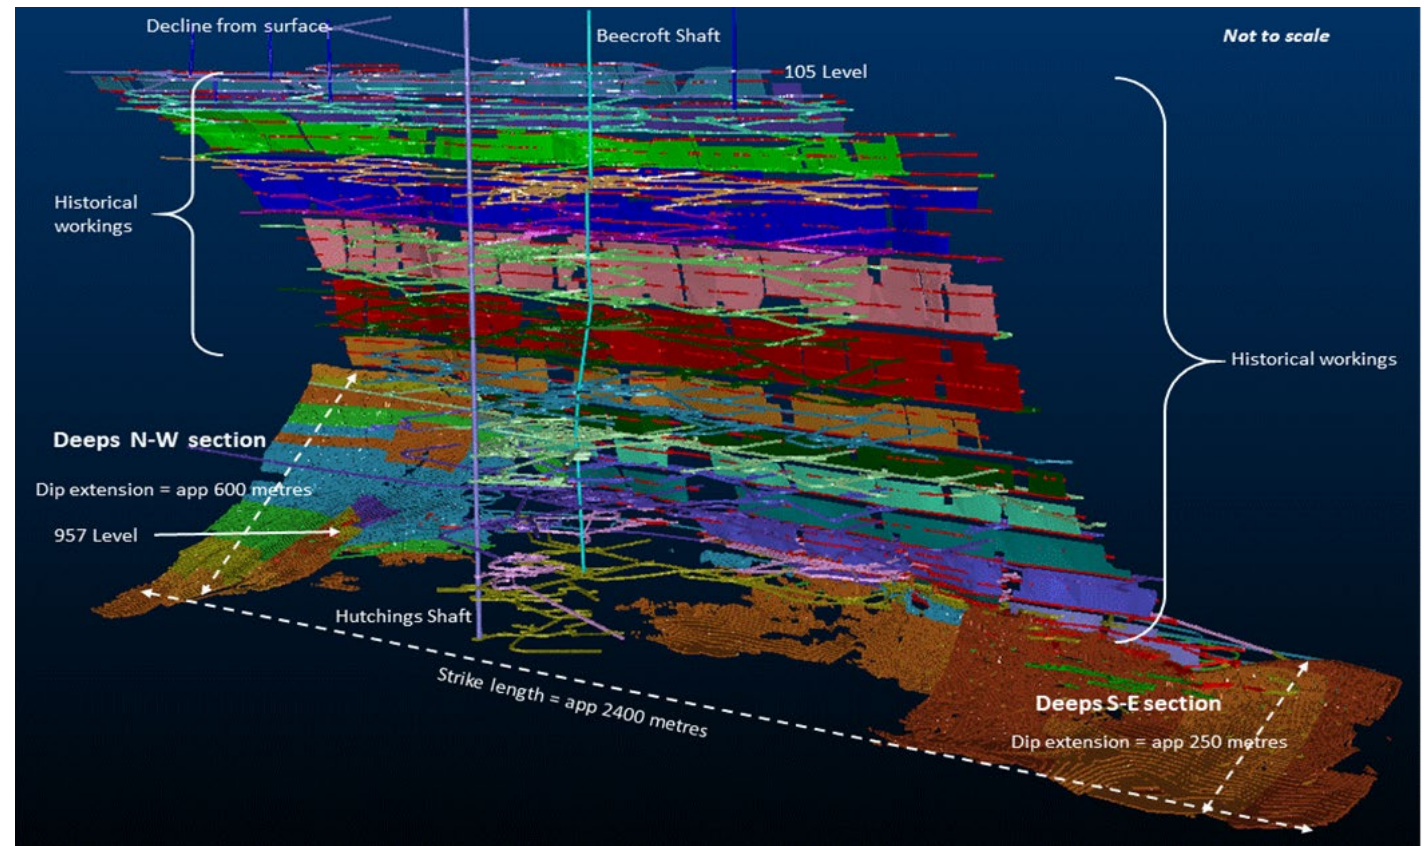 Decline from surface
Beecroft Shaft
Not to scale
105 Level
Historical
workings
Historical workings
Deeps N-W section
Dip extension = app 600 metres
957 Level
Hutchings Shaft
Strike length = app 2400 metres
Deeps S-E section
Dip extension = app 250 metres